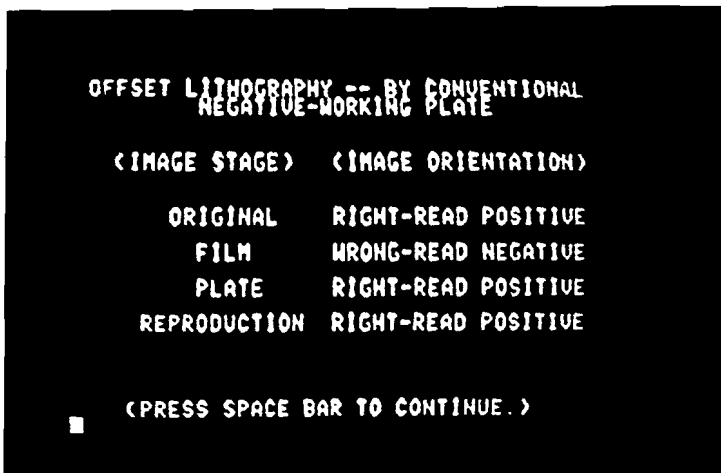 OFFSET LITHOGRAPHY -- BY CONVENTIONAL
NEGATIVE-WORKING PLATE
(IMAGE STAGE) (IMAGE ORIENTATION)
ORIGINAL RIGHT-READ POSITIVE
FILM WRONG-READ NEGATIVE
PLATE RIGHT-READ POSITIVE
REPRODUCTION RIGHT-READ POSITIVE
(PRESS SPACE BAR TO CONTINUE.)